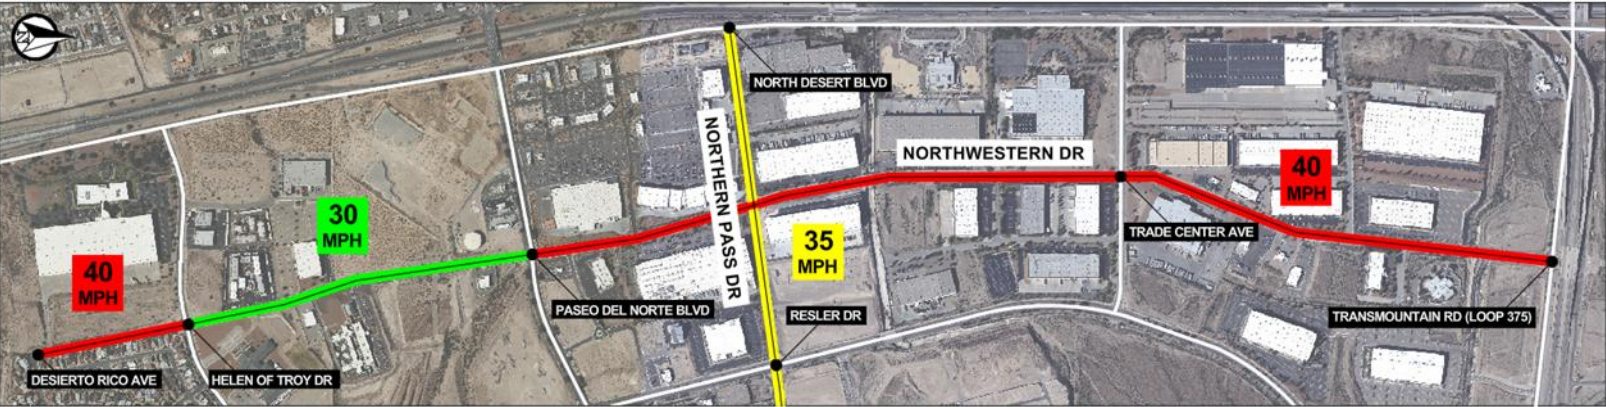 N
NORTH DESERT BLVD
NORTHERN PASS DR
NORTHWESTERN DR
40
MPH
30
MPH
35
MPH
TRADE CENTER AVE
40
MPH
PASEO DEL NORTE BLVD
RESLER DR
TRANSMOUNTAIN RD (LOOP 375)
DESIERTO RICO AVE
HELEN OF TROY DR